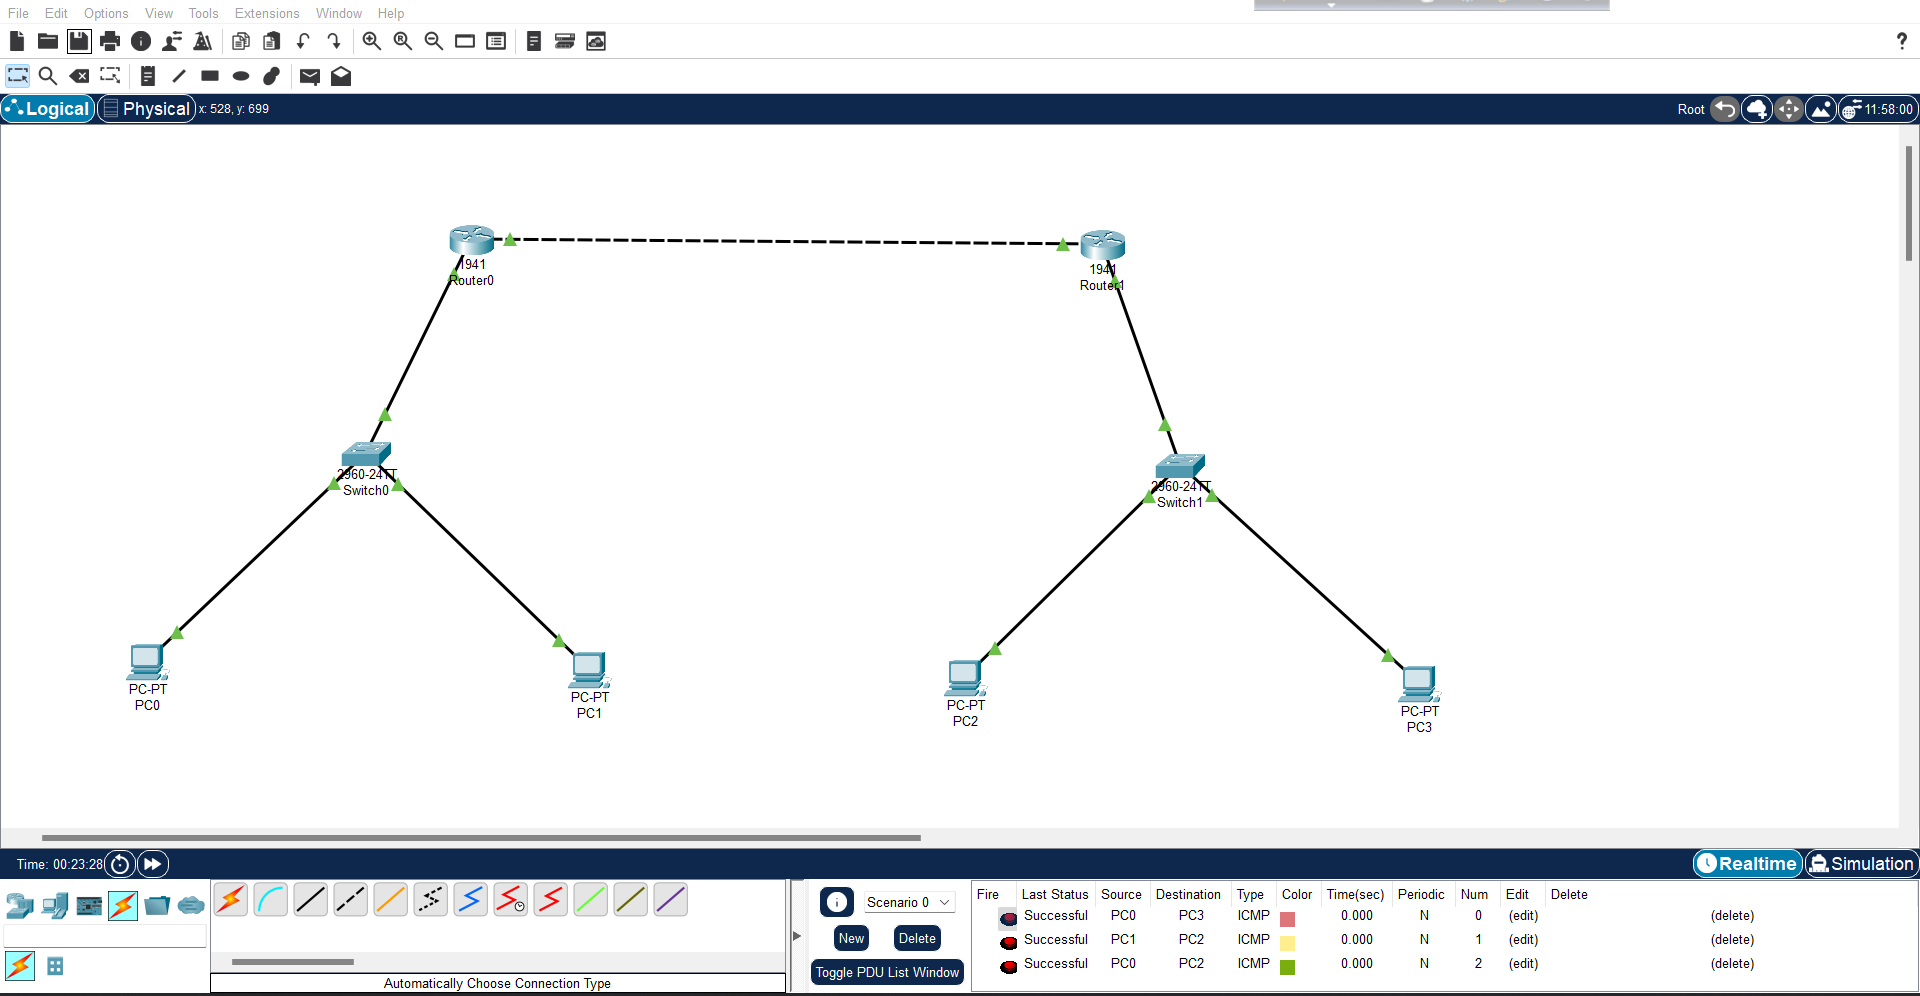 File Edit Options View Tools Extensions Window Help
?
Logical Physical x: 528, y: 699 Root 11:58:00
1941
Router0
1941
Router1
2960-24TT
Switch0
2960-24TT
Switch1
PC-PT
PC0
PC-PT
PC1
PC-PT
PC2
PC-PT
PC3
Time: 00:23:28 Realtime Simulation
Scenario 0
New Delete
Toggle PDU List Window
Automatically Choose Connection Type
Fire Last Status Source Destination Type Color Time(sec) Periodic Num Edit Delete
Successful PC0 PC3 ICMP 0.000 N 0 (edit) (delete)
Successful PC1 PC2 ICMP 0.000 N 1 (edit) (delete)
Successful PC0 PC2 ICMP 0.000 N 2 (edit) (delete)